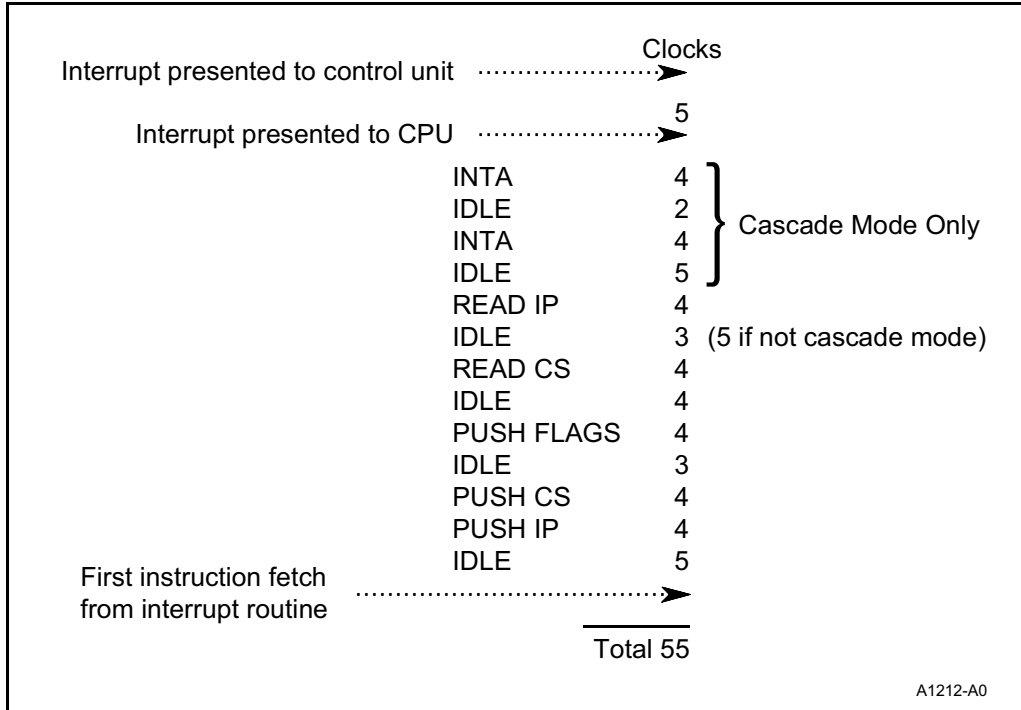 Clocks
Interrupt presented to control unit
5
Interrupt presented to CPU
INTA 4
IDLE 2
INTA 4
Cascade Mode Only
IDLE 5
READ IP 4
IDLE 3 (5 if not cascade mode)
READ CS 4
IDLE 4
PUSH FLAGS 4
IDLE 3
PUSH CS 4
PUSH IP 4
IDLE 5
First instruction fetch
from interrupt routine
Total 55
A1212-A0